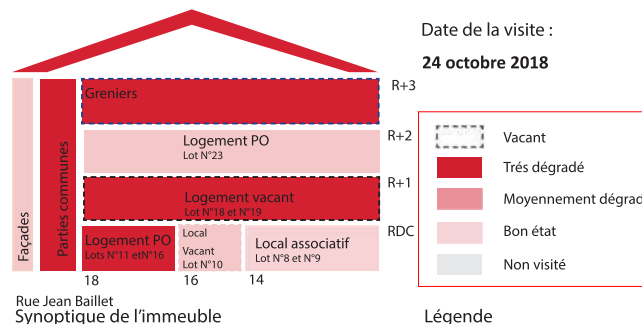 Date de la visite :
24 octobre 2018
R+3
Greniers
R+2
Logement PO
Lot N°23
R+1
Logement vacant
Lot N°18 et N°19
RDC
Façades
Parties communes
Logement PO
Lots N°11 etN°16
Local
Vacant
Lot N°10
Local associatif
Lot N°8 et N°9
18
16
14
Rue Jean Baillet
Synoptique de l'immeuble
Vacant
Trés dégradé
Moyennement dégrad
Bon état
Non visité
Légende